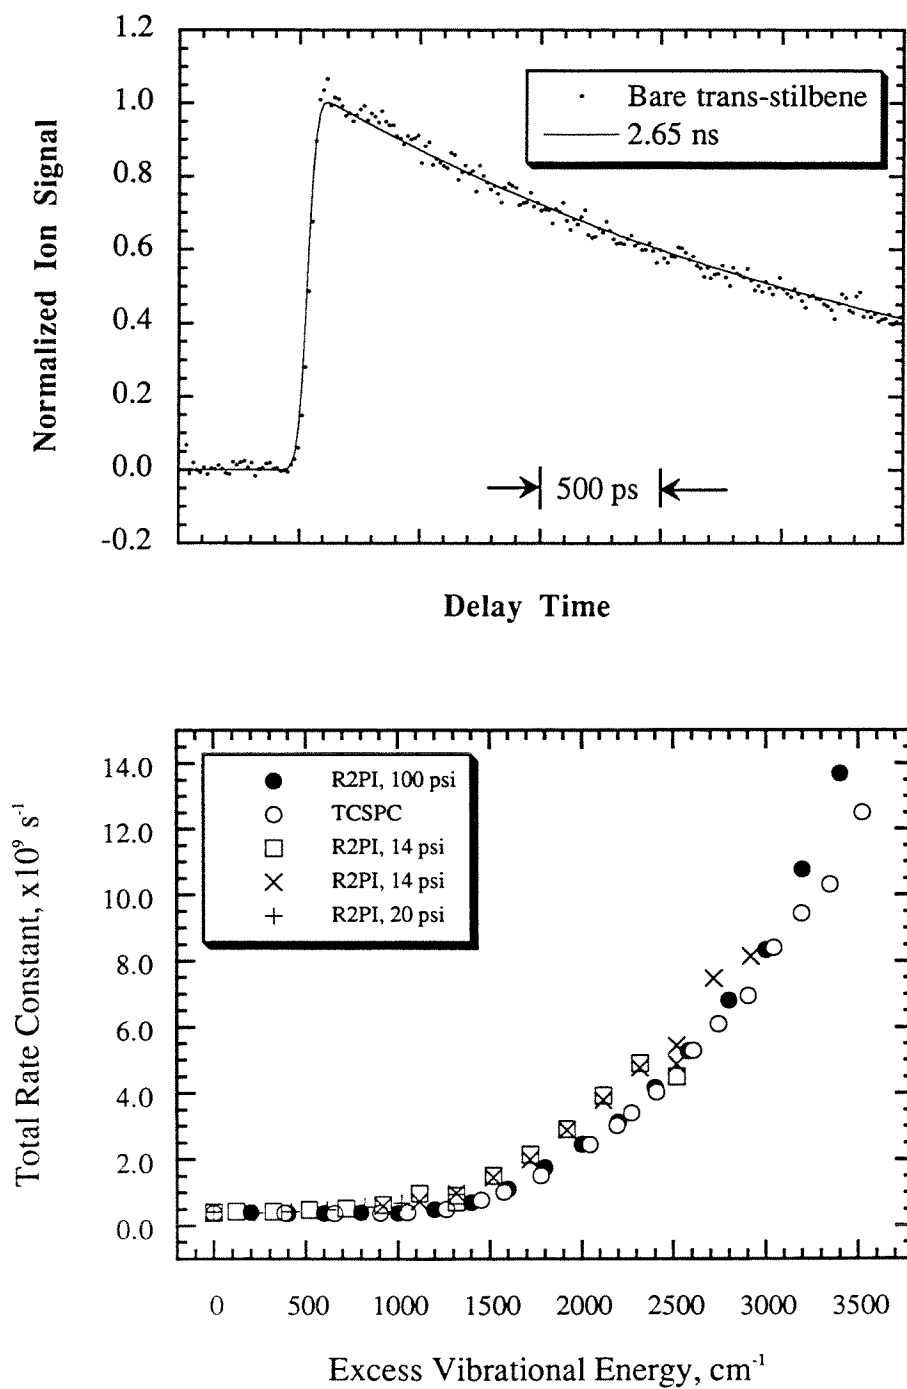 1.2
1.0
0.8
0.6
0.4
0.2
0.0
-0.2
Normalized Ion Signal
Bare trans-stilbene
2.65 ns
500 ps
Delay Time
14.0
12.0
10.0
8.0
6.0
4.0
2.0
0.0
Total Rate Constant, x10⁹ s⁻¹
R2PI, 100 psi
TCSPC
R2PI, 14 psi
R2PI, 14 psi
R2PI, 20 psi
0 500 1000 1500 2000 2500 3000 3500
Excess Vibrational Energy, cm⁻¹